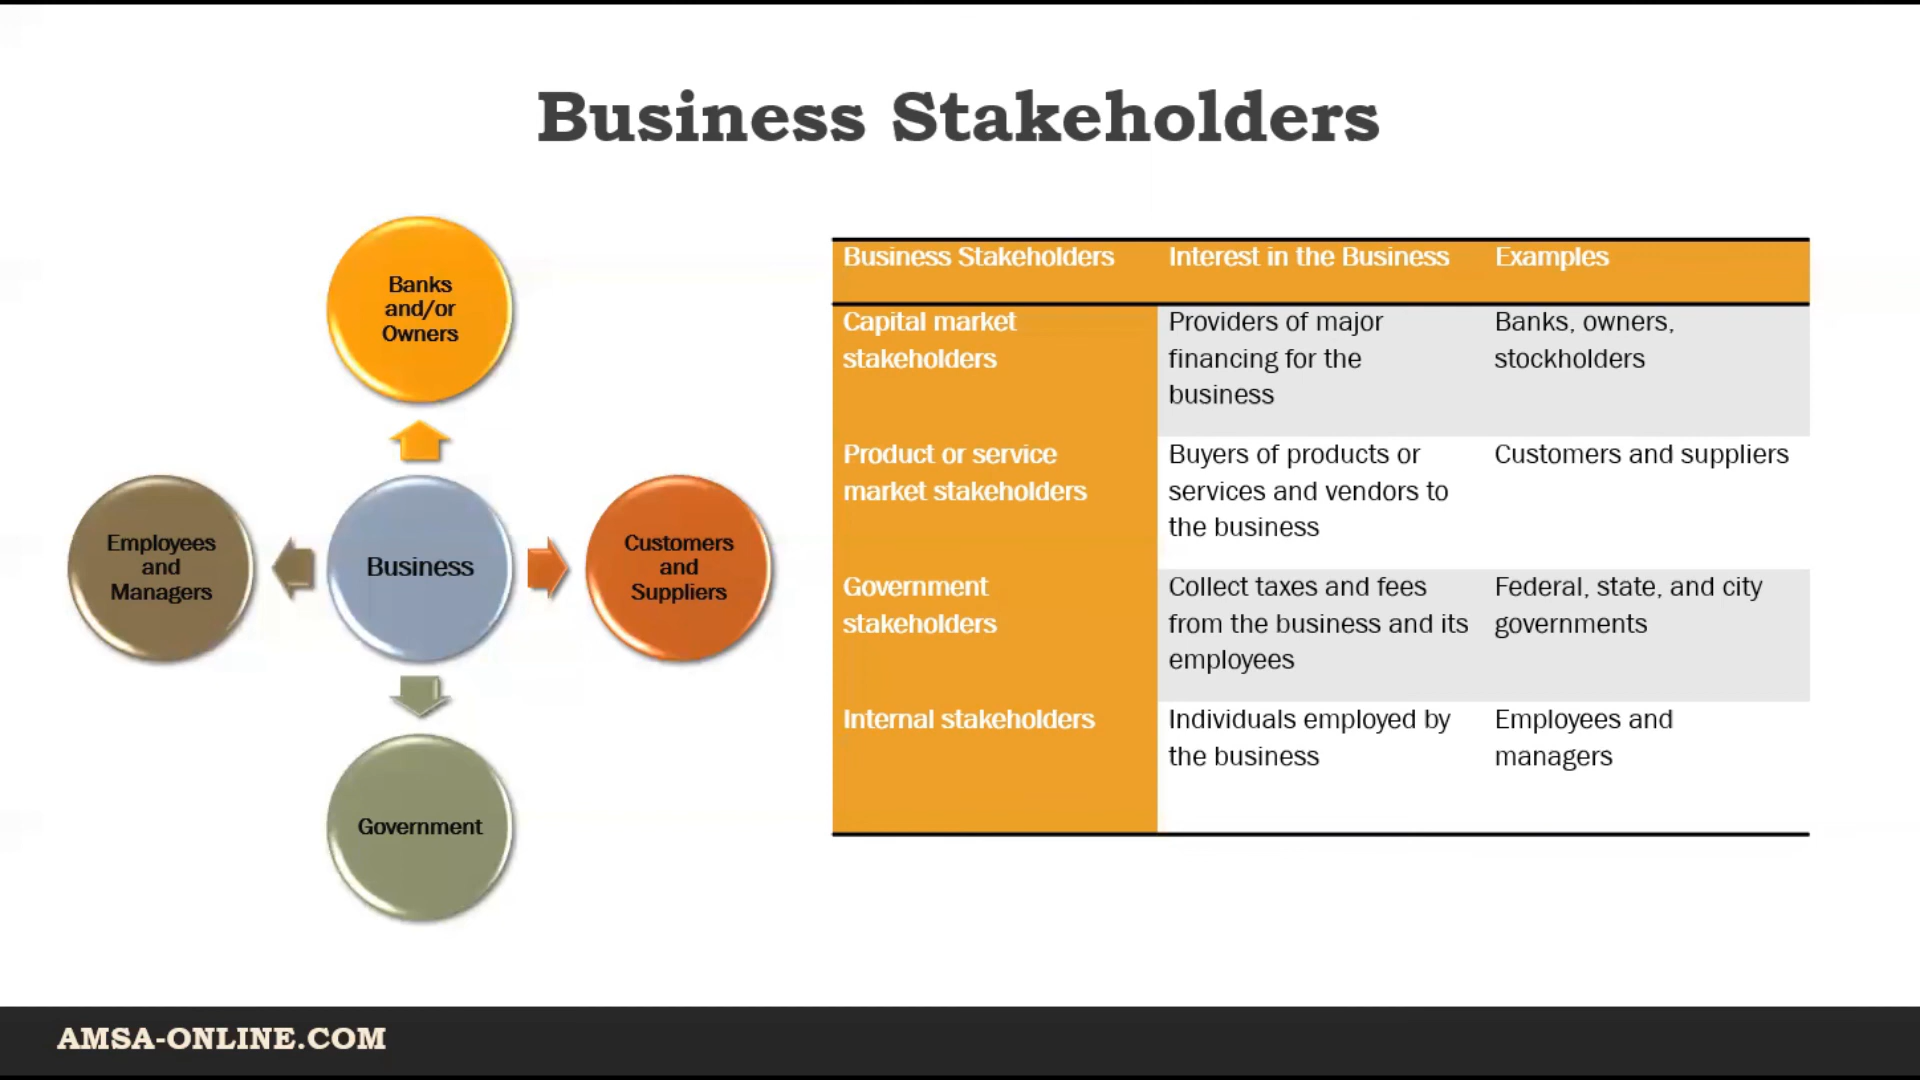 Business Stakeholders
Banks
and/or
Owners
Employees
and
Managers
Business
Customers
and
Suppliers
Government
Business Stakeholders Interest in the Business Examples
Capital market
stakeholders
Providers of major
financing for the
business
Banks, owners,
stockholders
Product or service
market stakeholders
Buyers of products or
services and vendors to
the business
Customers and suppliers
Government
stakeholders
Collect taxes and fees
from the business and its
employees
Federal, state, and city
governments
Internal stakeholders
Individuals employed by
the business
Employees and
managers
AMSA-ONLINE.COM